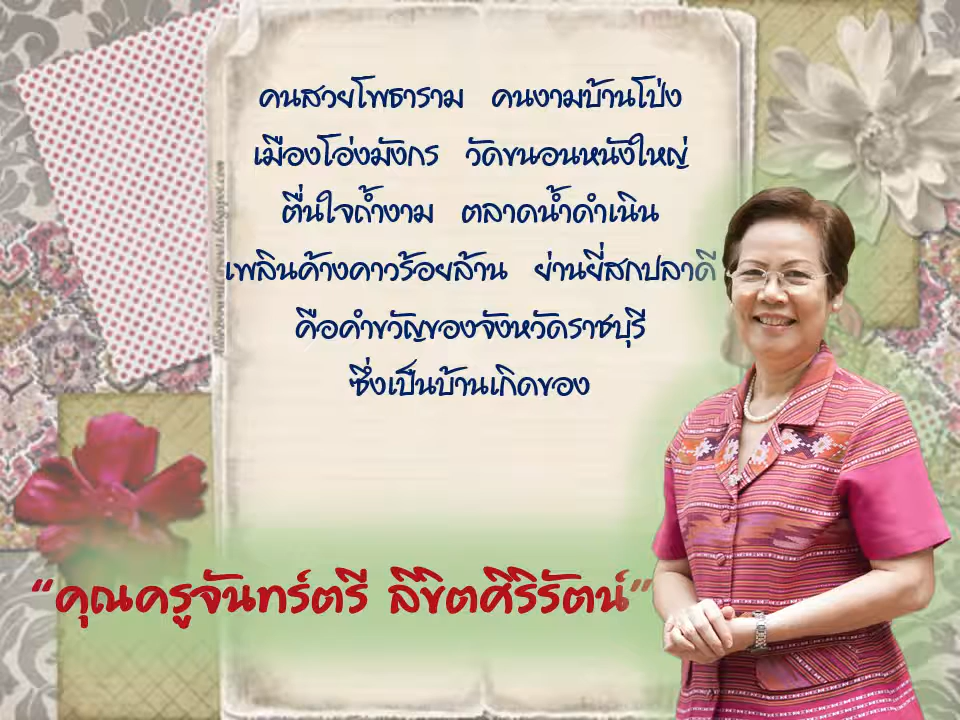 คนสวยโพธาราม คนงามบ้านโป่ง
เมืองโอ่งมังกร วัดขนอนหนังใหญ่
ตื่นใจถ้ำงาม ตลาดน้ำดำเนิน
เพลินค้างคาวร้อยล้าน ย่านยี่สกปลาดี
คือคำขวัญของจังหวัดราชบุรี
ซึ่งเป็นบ้านเกิดของ
“คุณครูจันทร์ตรี ลิขิตศิริรัตน์”